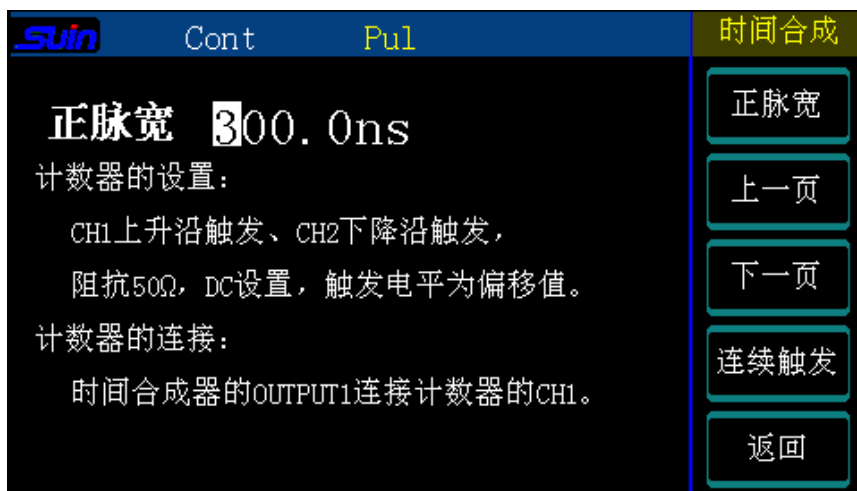 Suin Cont Pul
时间合成
正脉宽 300.0ns
计数器的设置:
CH1上升沿触发、CH2下降沿触发，
阻抗50Ω，DC设置，触发电平为偏移值。
计数器的连接:
时间合成器的OUTPUT1连接计数器的CH1。
正脉宽
上一页
下一页
连续触发
返回